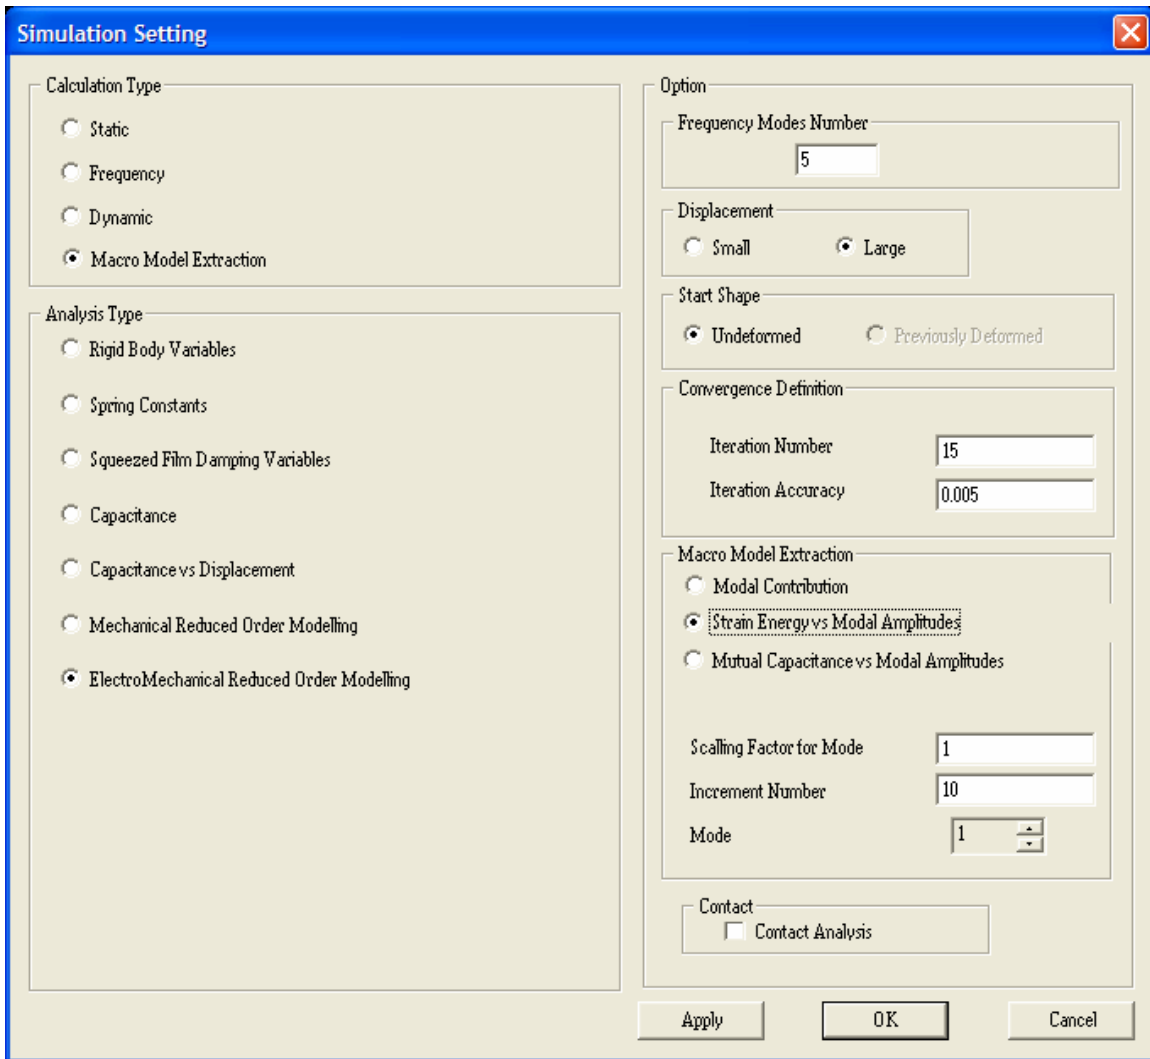 Simulation Setting
Calculation Type
Static
Frequency
Dynamic
Macro Model Extraction
Analysis Type
Rigid Body Variables
Spring Constants
Squeezed Film Damping Variables
Capacitance
Capacitance vs Displacement
Mechanical Reduced Order Modelling
ElectroMechanical Reduced Order Modelling
Option
Frequency Modes Number
5
Displacement
Small Large
Start Shape
Undeformed Previously Deformed
Convergence Definition
Iteration Number 15
Iteration Accuracy 0.005
Macro Model Extraction
Modal Contribution
Strain Energy vs Modal Amplitudes
Mutual Capacitance vs Modal Amplitudes
Scalling Factor for Mode 1
Increment Number 10
Mode 1
Contact
Contact Analysis
Apply OK Cancel